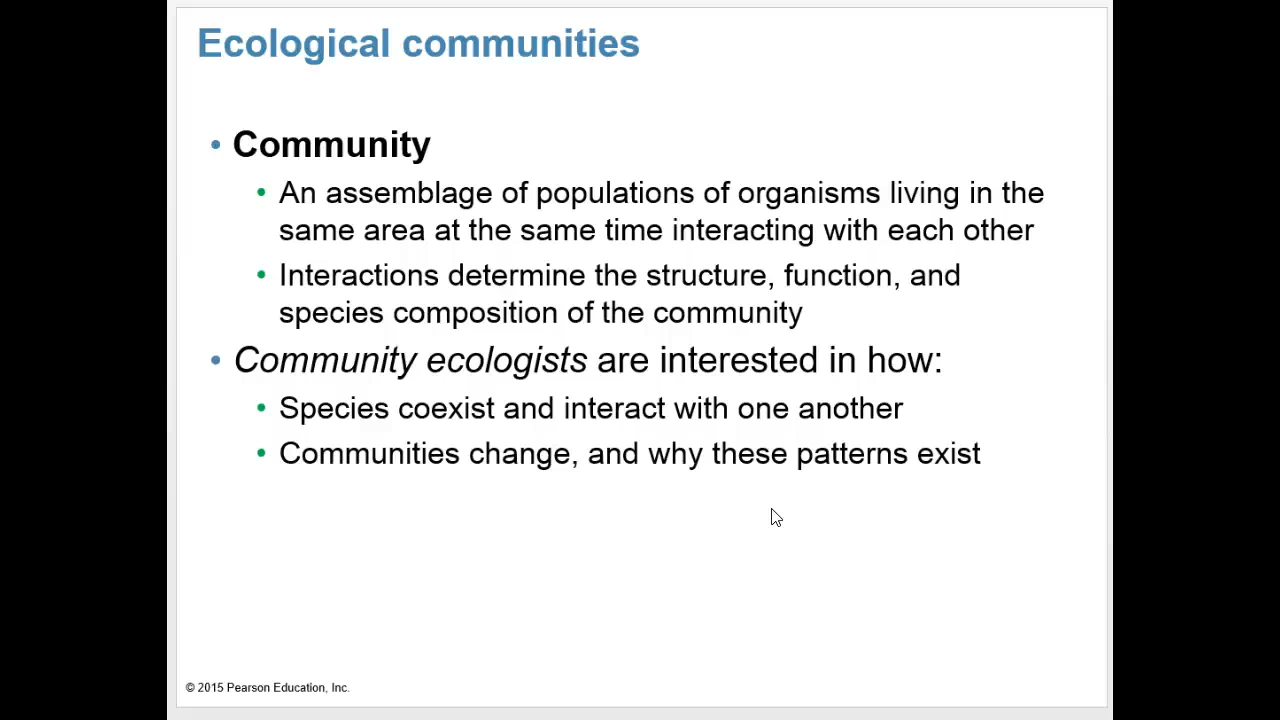 Ecological communities
• Community
• An assemblage of populations of organisms living in the
same area at the same time interacting with each other
• Interactions determine the structure, function, and
species composition of the community
• Community ecologists are interested in how:
• Species coexist and interact with one another
• Communities change, and why these patterns exist
© 2015 Pearson Education, Inc.